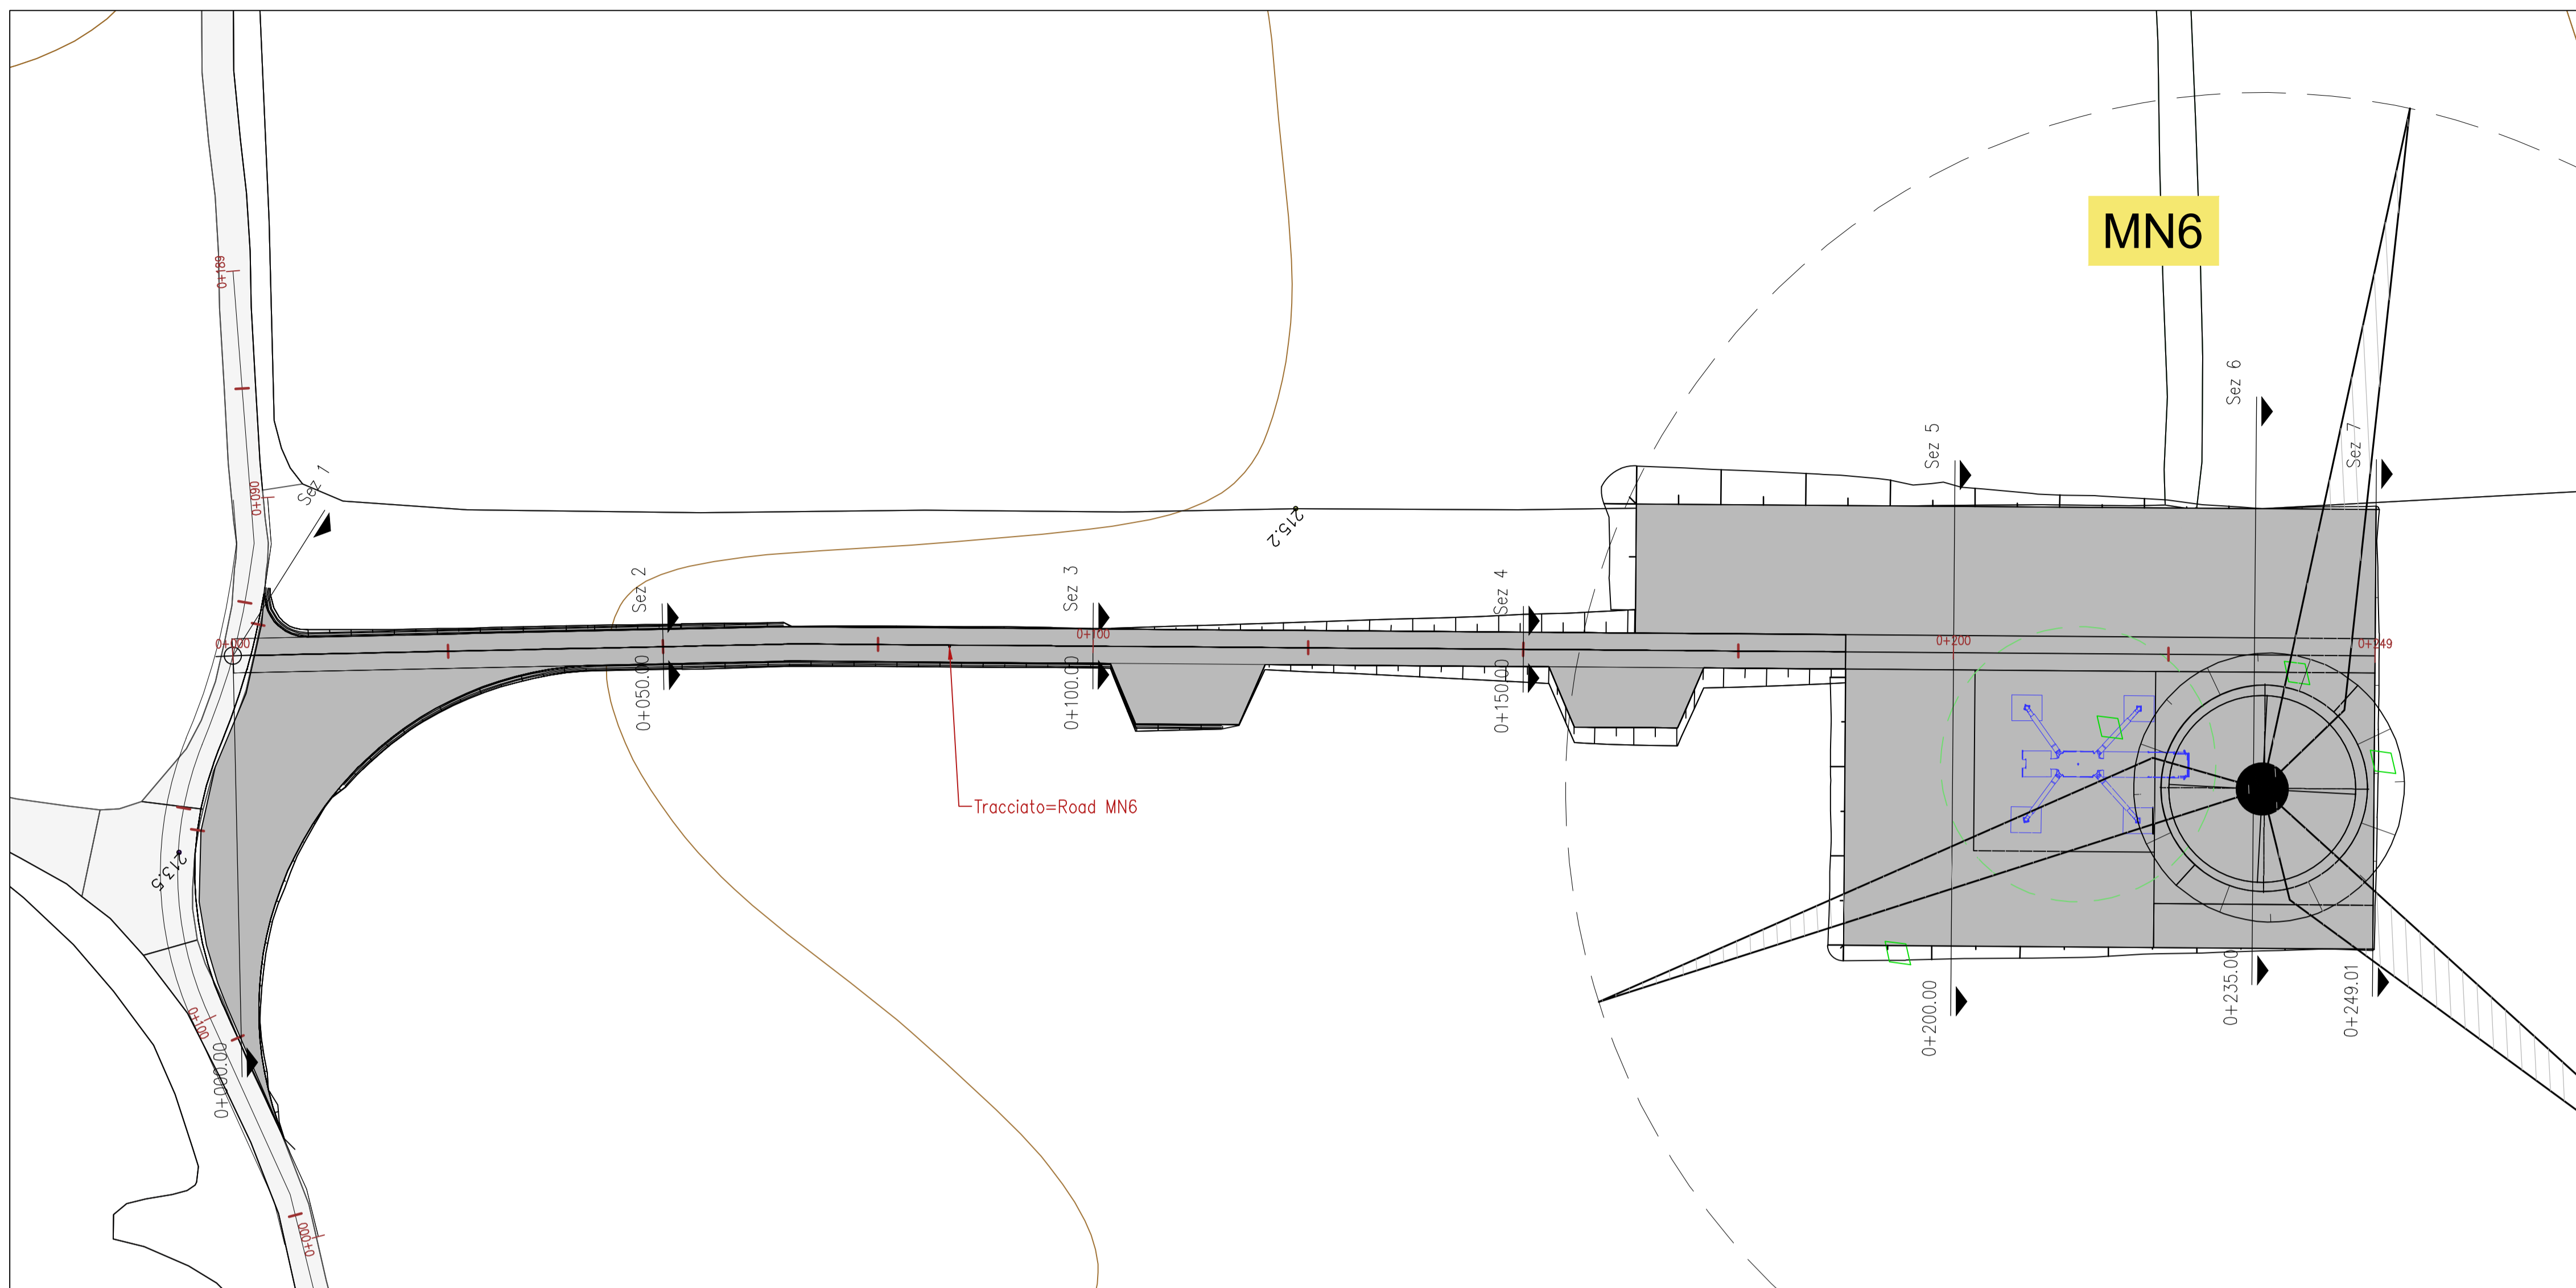 MN6
0+189
0+090
Sez 1
0+000
213.5
0+100
0+000.00
0+000
Sez 2
0+050.00
Sez 3
0+100
0+100.00
Tracciato=Road MN6
215.2
Sez 4
0+150.00
Sez 5
0+200
0+200.00
Sez 6
0+235.00
Sez 7
0+249
0+249.01